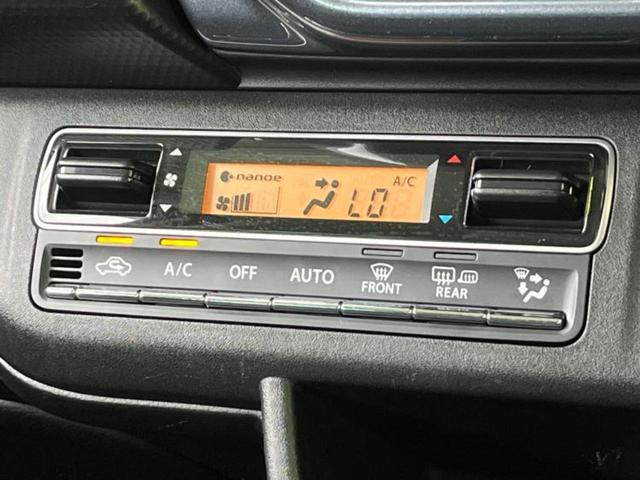 nanoe
A/C
LO
A/C OFF AUTO FRONT REAR